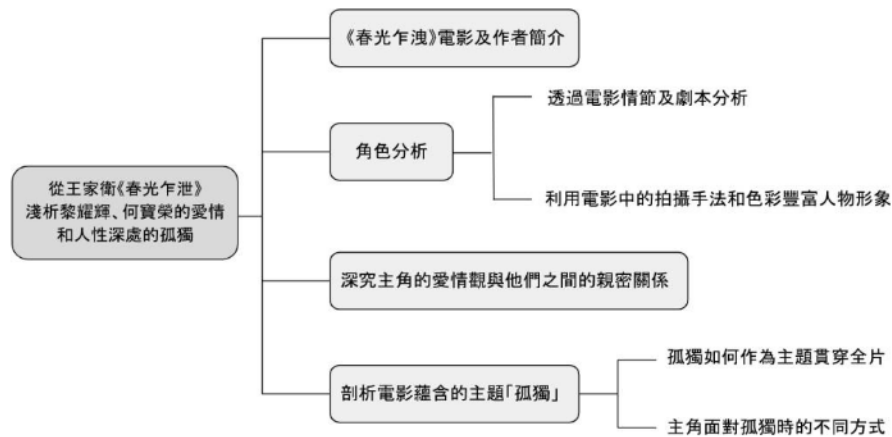 《春光乍洩》電影及作者簡介
透過電影情節及劇本分析
角色分析
利用電影中的拍攝手法和色彩豐富人物形象
從王家衛《春光乍泄》
淺析黎耀輝、何寶榮的愛情
和人性深處的孤獨
深究主角的愛情觀與他們之間的親密關係
孤獨如何作為主題貫穿全片
剖析電影蘊含的主題「孤獨」
主角面對孤獨時的不同方式